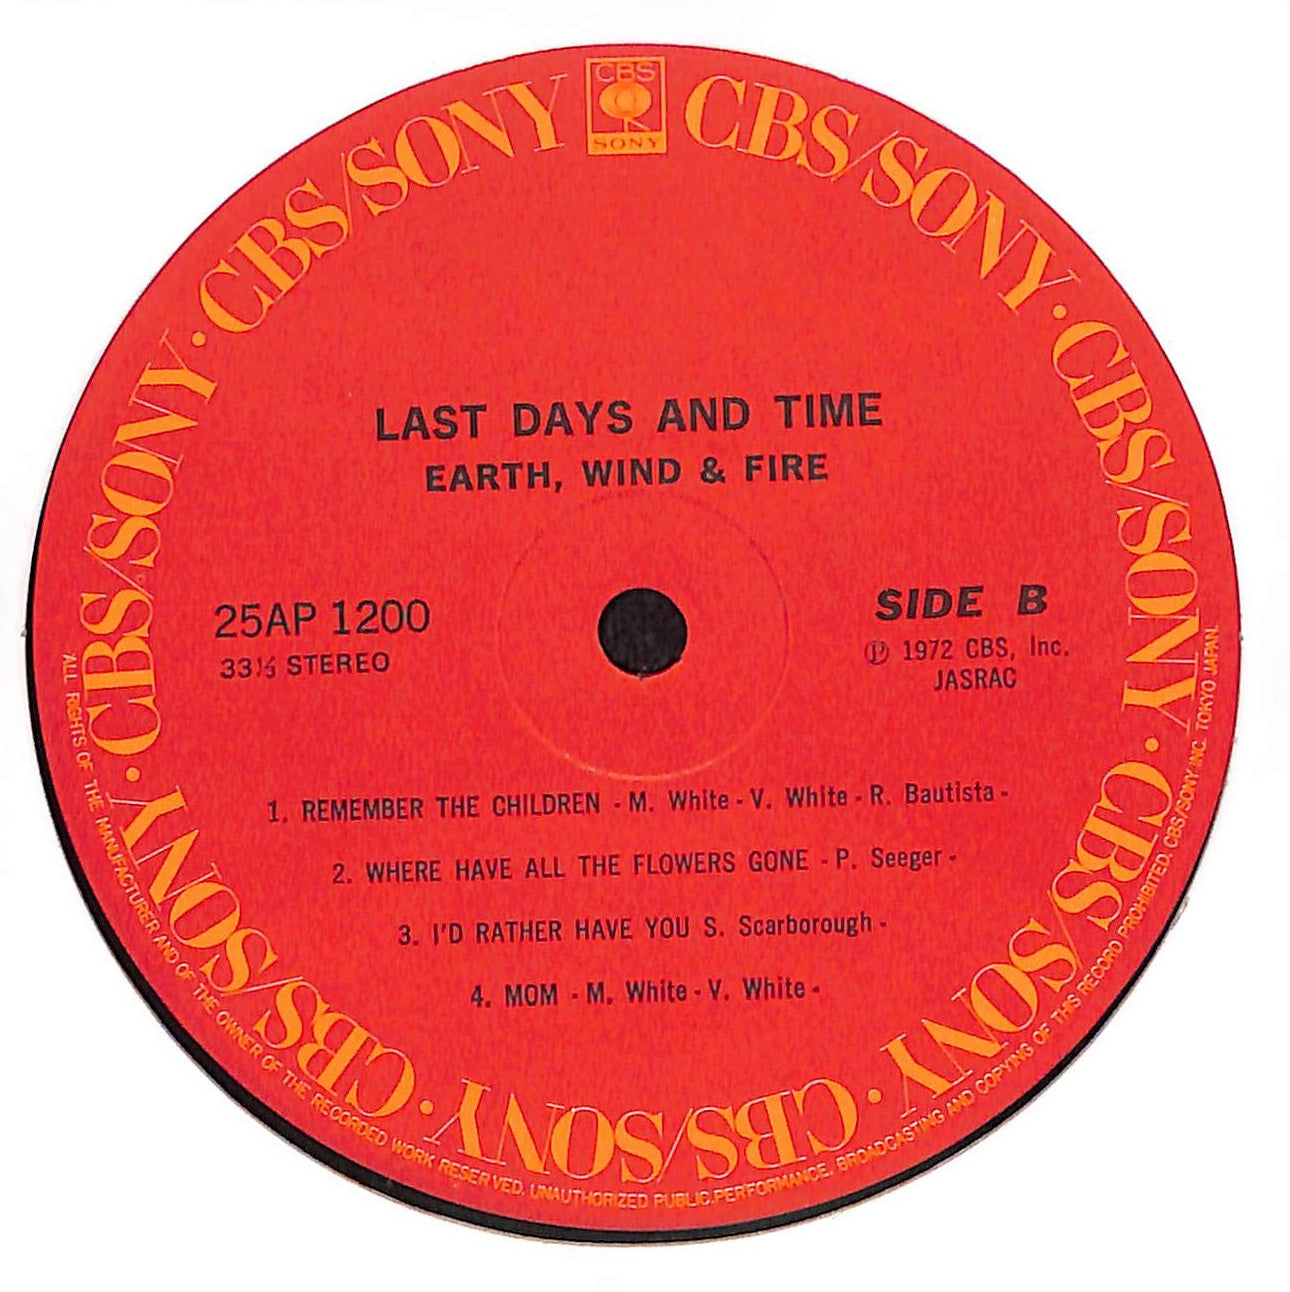 CBS
SONY
CBS/SONY · CBS/SONY · CBS/SONY · CBS/SONY · CBS/SONY · CBS/SONY · CBS/SONY · CBS/SONY
LAST DAYS AND TIME
EARTH, WIND & FIRE
25AP 1200
33⅓ STEREO
SIDE B
Ⓟ 1972 CBS, Inc.
JASRAC
1. REMEMBER THE CHILDREN - M. White - V. White - R. Bautista -
2. WHERE HAVE ALL THE FLOWERS GONE - P. Seeger -
3. I'D RATHER HAVE YOU S. Scarborough -
4. MOM - M. White - V. White -
ALL RIGHTS OF THE MANUFACTURER AND OF THE OWNER OF THE RECORDED WORK RESERVED. UNAUTHORIZED PUBLIC.PERFORMANCE, BROADCASTING AND COPYING OF THIS RECORD PROHIBITED. CBS/SONY INC. TOKYO JAPAN.